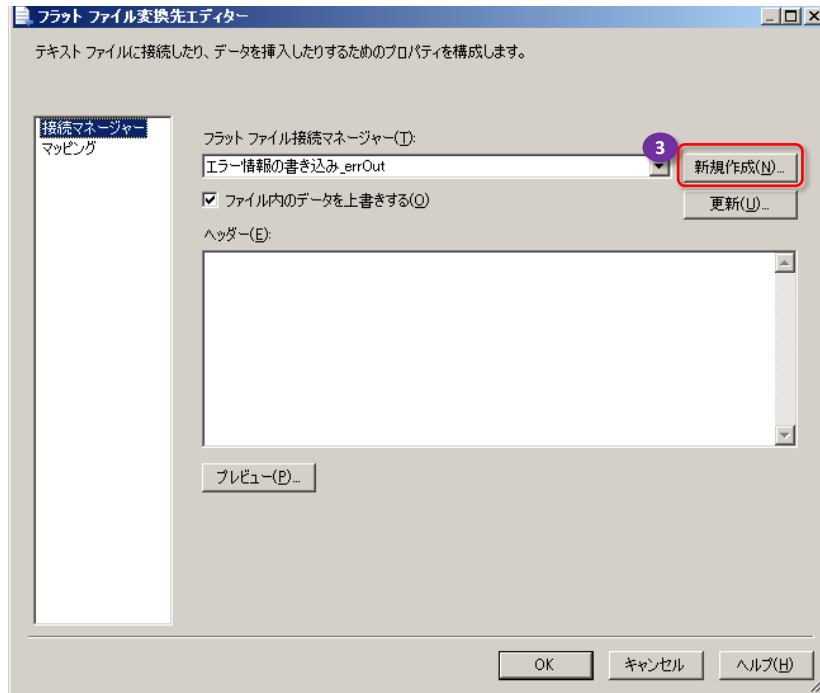 フラット ファイル変換先エディター
テキスト ファイルに接続したり、データを挿入したりするためのプロパティを構成します。
接続マネージャー
マッピング
フラット ファイル接続マネージャー(T):
エラー情報の書き込み_errOut
3
新規作成(N)...
ファイル内のデータを上書きする(O)
更新(U)...
ヘッダー(E):
プレビュー(P)...
OK
キャンセル
ヘルプ(H)